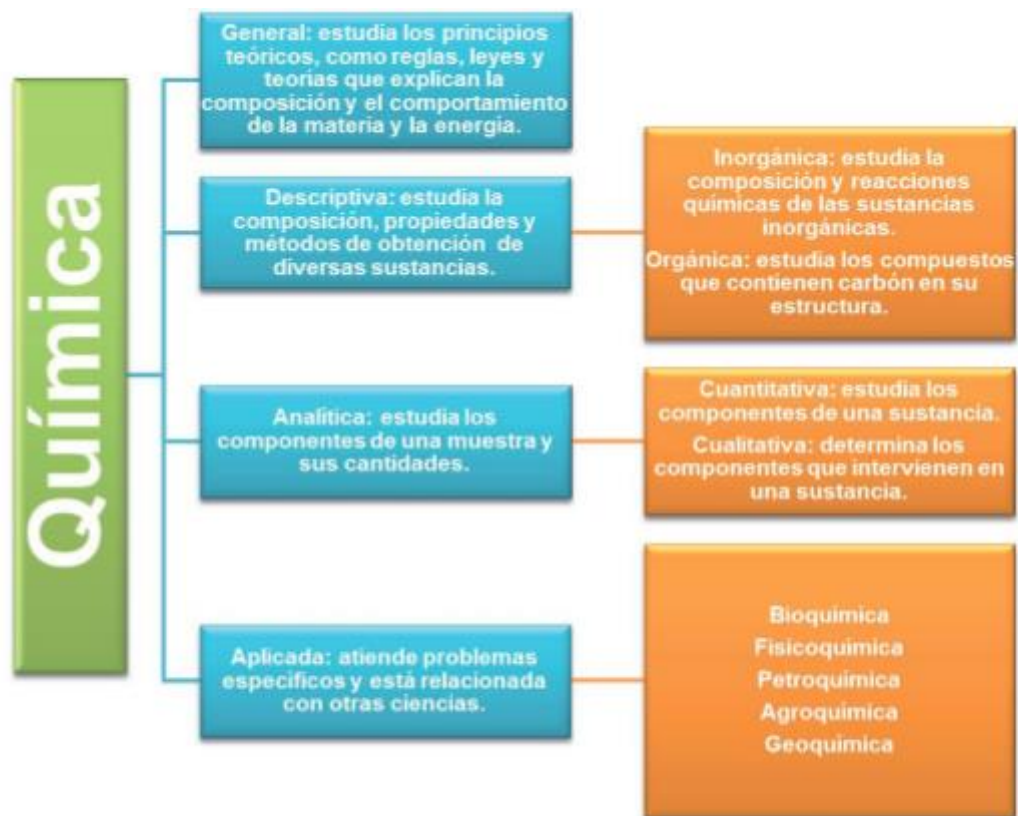 Química
General: estudia los principios
teóricos, como reglas, leyes y
teorías que explican la
composición y el comportamiento
de la materia y la energía.
Descriptiva: estudia la
composición, propiedades y
métodos de obtención de
diversas sustancias.
Inorgánica: estudia la
composición y reacciones
químicas de las sustancias
inorgánicas.
Orgánica: estudia los compuestos
que contienen carbón en su
estructura.
Analítica: estudia los
componentes de una muestra y
sus cantidades.
Cuantitativa: estudia los
componentes de una sustancia.
Cualitativa: determina los
componentes que intervienen en
una sustancia.
Aplicada: atiende problemas
específicos y está relacionada
con otras ciencias.
Bioquímica
Fisicoquímica
Petroquímica
Agroquímica
Geoquímica